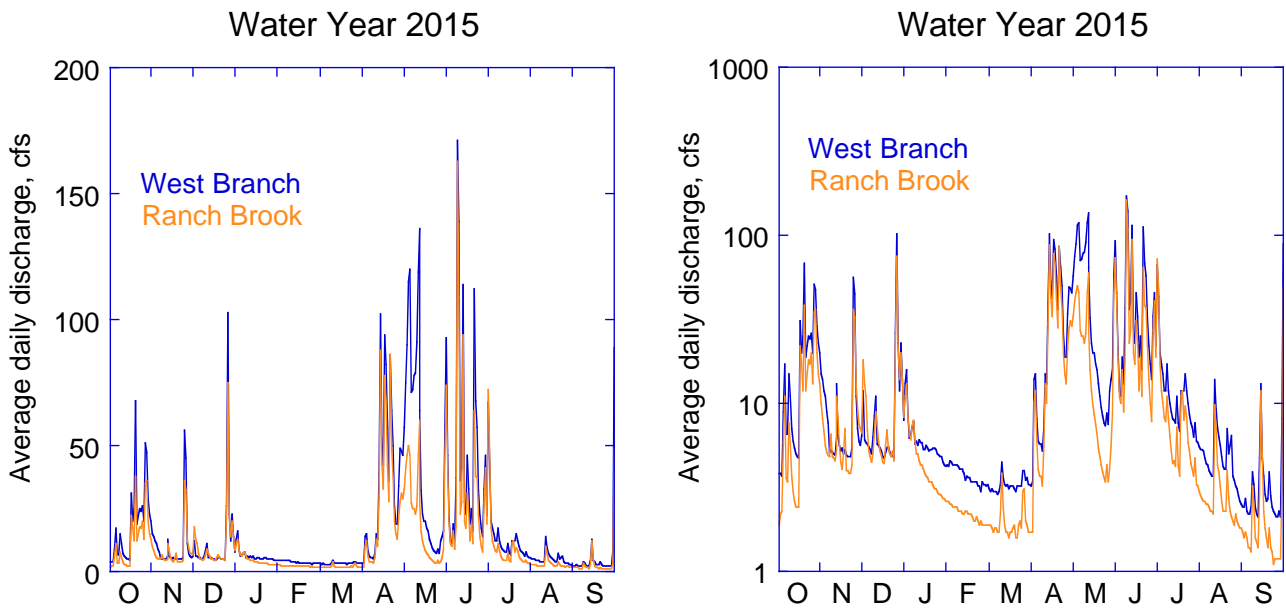 Water Year 2015
Average daily discharge, cfs
200
150
100
50
0
West Branch
Ranch Brook
O N D J F M A M J J A S
Water Year 2015
Average daily discharge, cfs
1000
100
10
1
West Branch
Ranch Brook
O N D J F M A M J J A S